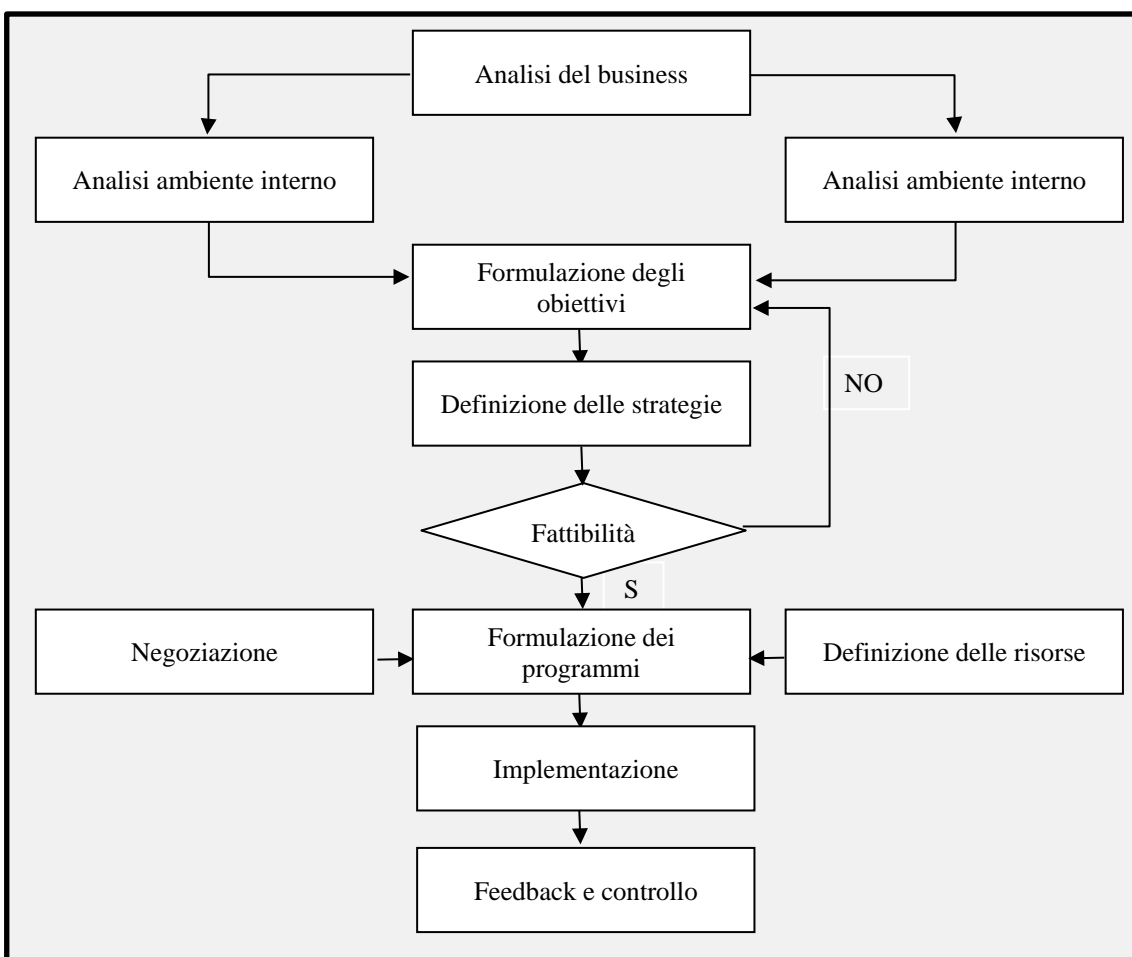 Analisi del business
Analisi ambiente interno
Analisi ambiente interno
Formulazione degli
obiettivi
NO
Definizione delle strategie
Fattibilità
S
Negoziazione
Formulazione dei
programmi
Definizione delle risorse
Implementazione
Feedback e controllo